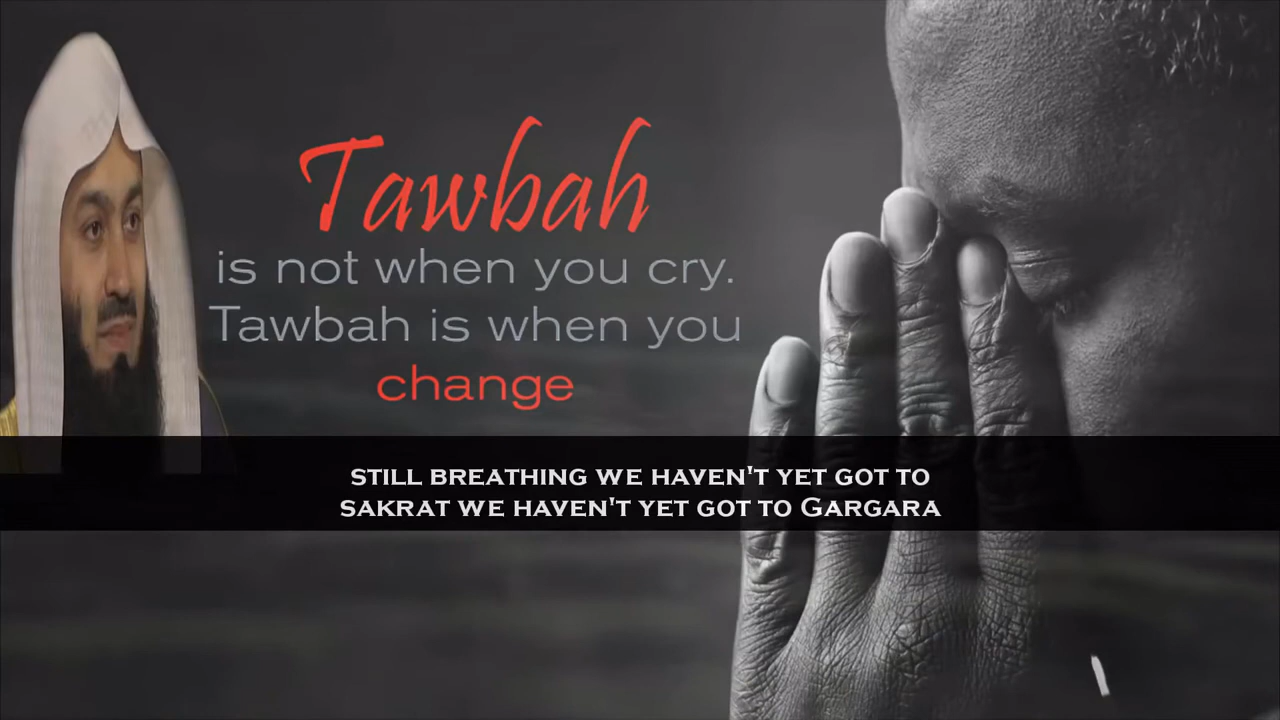 Tawbah
is not when you cry.
Tawbah is when you
change
STILL BREATHING WE HAVEN'T YET GOT TO
SAKRAT WE HAVEN'T YET GOT TO GARGARA